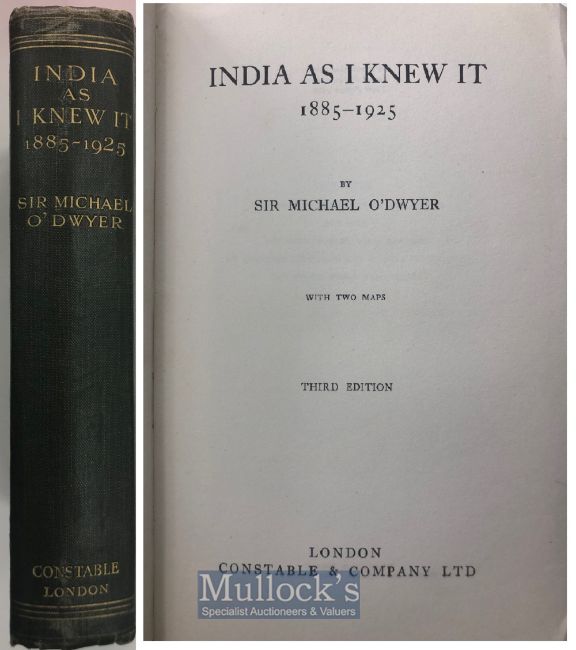 INDIA
AS
I KNEW IT
1885-1925
SIR MICHAEL
O'DWYER
CONSTABLE
LONDON
INDIA AS I KNEW IT
1885–1925
BY
SIR MICHAEL O'DWYER
WITH TWO MAPS
THIRD EDITION
LONDON
CONSTABLE & COMPANY LTD
Mullock's
Specialist Auctioneers & Valuers